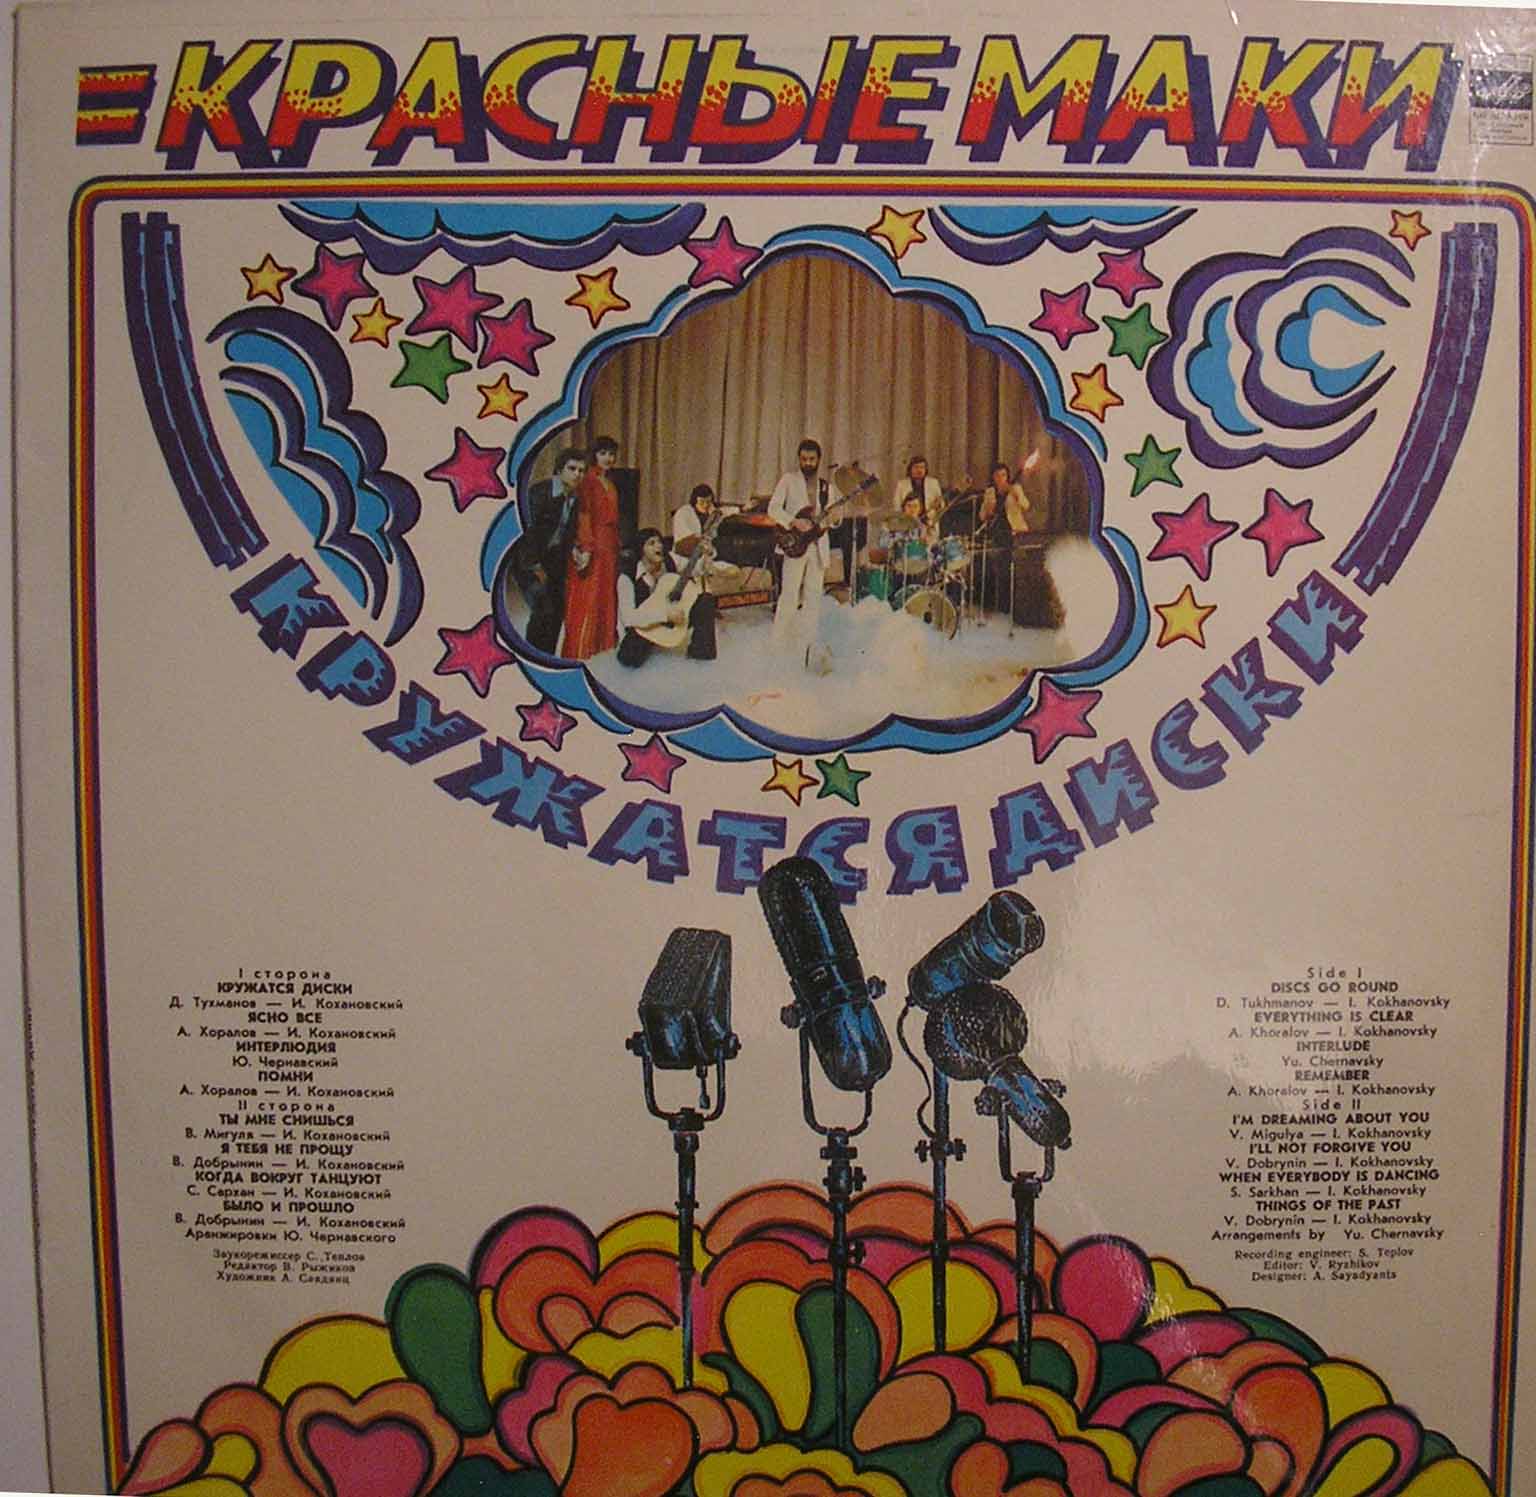 КРАСНЫЕ МАКИ
КРУЖАТСЯ ДИСКИ
I сторона
КРУЖАТСЯ ДИСКИ
Д. Тухманов — И. Кохановский
ЯСНО ВСЕ
А. Хоралов — И. Кохановский
ИНТЕРЛЮДИЯ
Ю. Чернавский
ПОМНИ
А. Хоралов — И. Кохановский
II сторона
ТЫ МНЕ СНИШЬСЯ
В. Мигуля — И. Кохановский
Я ТЕБЯ НЕ ПРОЩУ
В. Добрынин — И. Кохановский
КОГДА ВОКРУГ ТАНЦУЮТ
С. Сархан — И. Кохановский
БЫЛО И ПРОШЛО
В. Добрынин — И. Кохановский
Аранжировки Ю. Чернавского
Звукорежиссер С. Теплов
Редактор В. Рыжиков
Художник А. Саядянц
Side I
DISCS GO ROUND
D. Tukhmanov — I. Kokhanovsky
EVERYTHING IS CLEAR
A. Khoralov — I. Kokhanovsky
INTERLUDE
Yu. Chernavsky
REMEMBER
A. Khoralov — I. Kokhanovsky
Side II
I'M DREAMING ABOUT YOU
V. Migulya — I. Kokhanovsky
I'LL NOT FORGIVE YOU
V. Dobrynin — I. Kokhanovsky
WHEN EVERYBODY IS DANCING
S. Sarkhan — I. Kokhanovsky
THINGS OF THE PAST
V. Dobrynin — I. Kokhanovsky
Arrangements by Yu. Chernavsky
Recording engineer: S. Teplov
Editor: V. Ryzhikov
Designer: A. Sayadyants